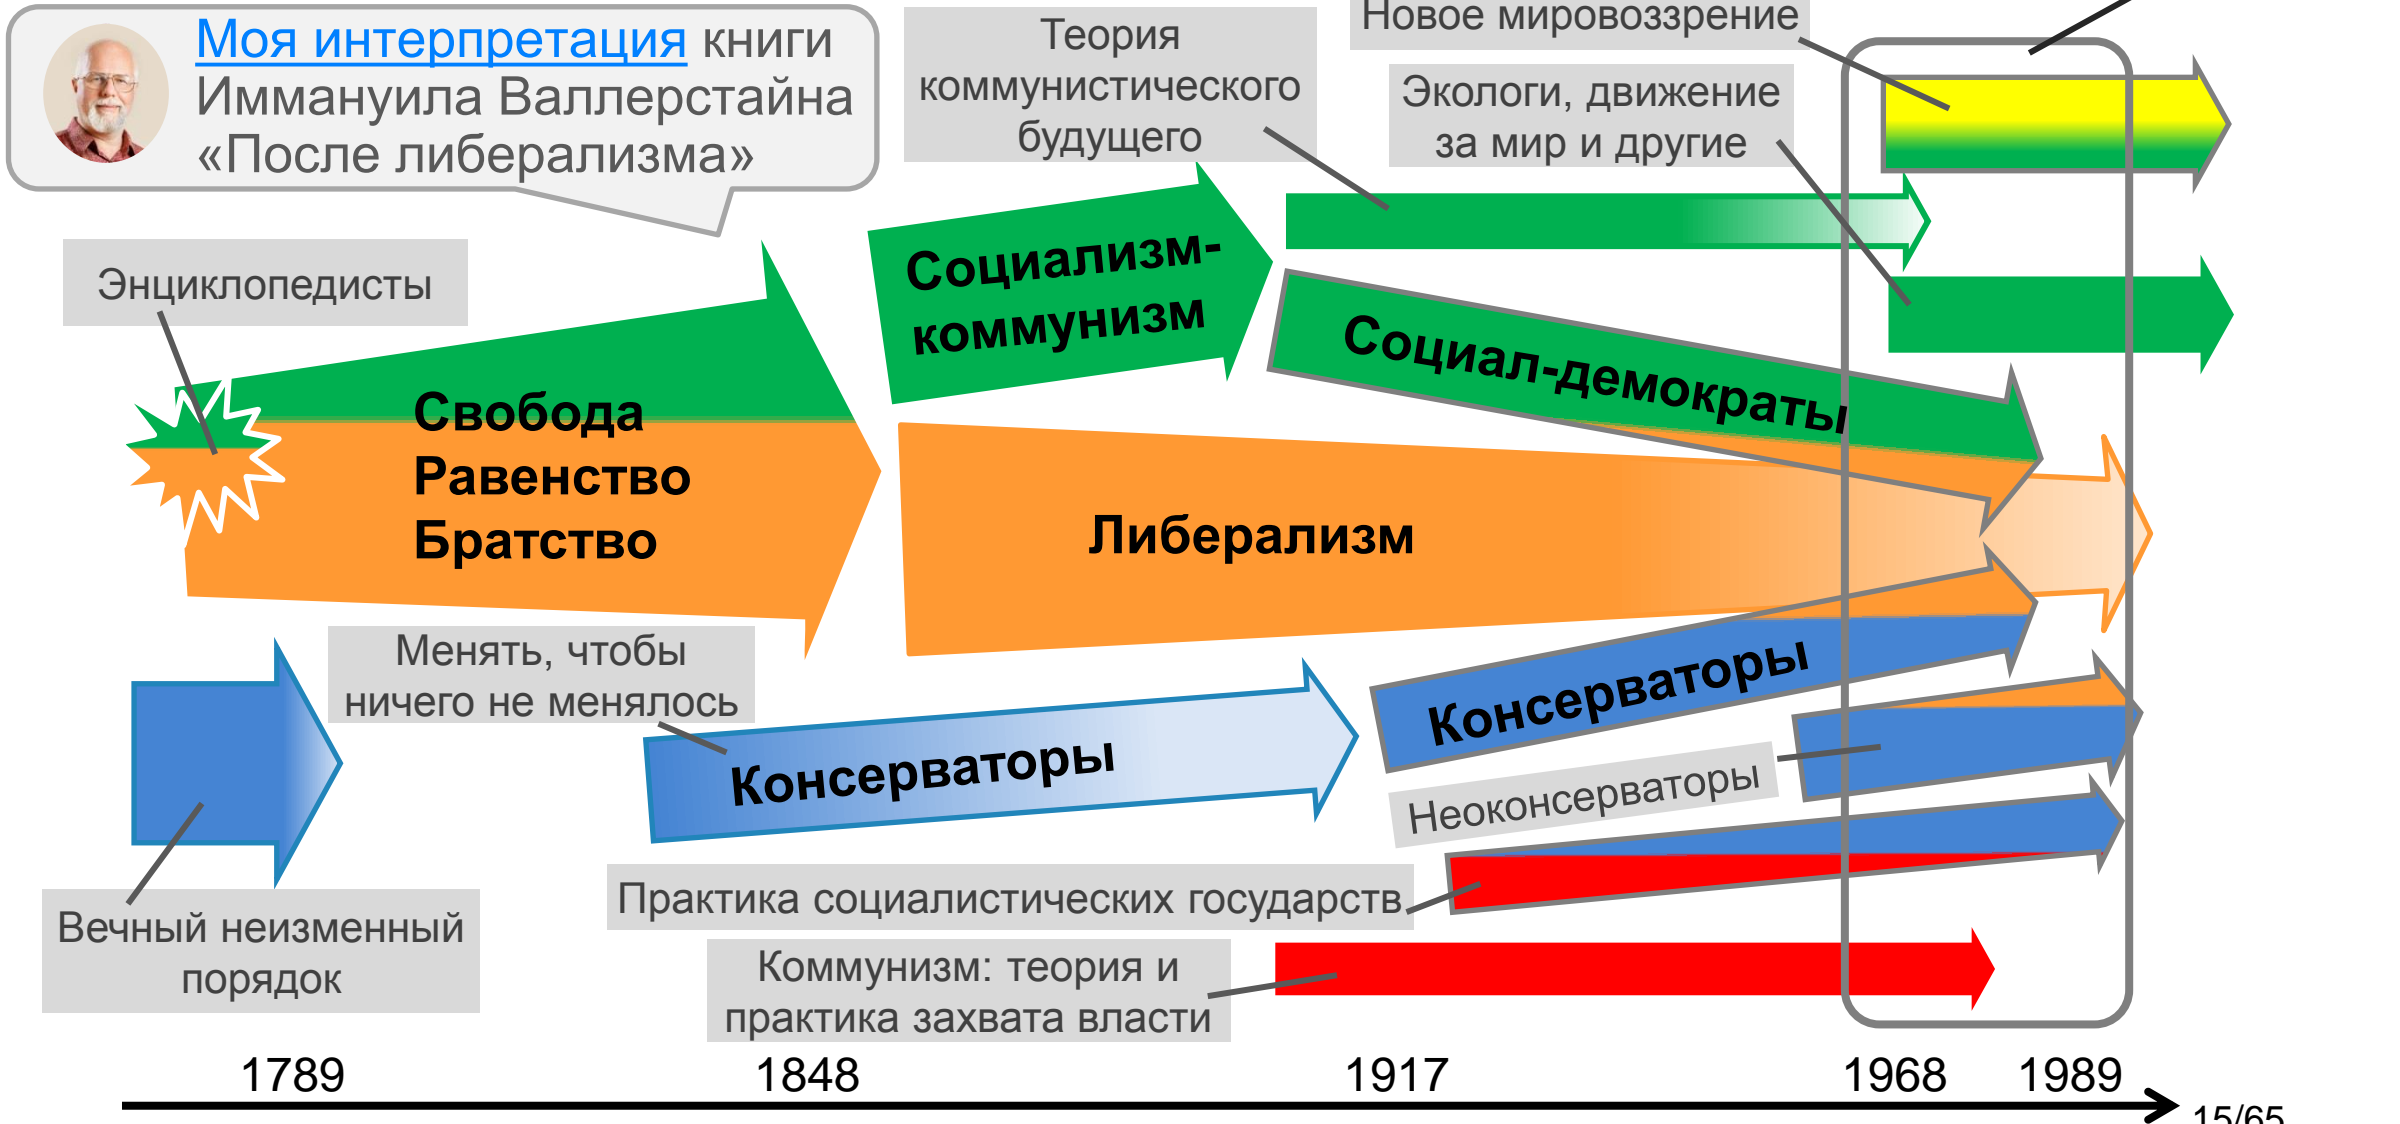 Моя интерпретация книги
Иммануила Валлерстайна
«После либерализма»
Теория
коммунистического
будущего
Новое мировоззрение
Экологи, движение
за мир и другие
Энциклопедисты
Социализм-
коммунизм
Социал-демократы
Свобода
Равенство
Братство
Либерализм
Менять, чтобы
ничего не менялось
Консерваторы
Консерваторы
Неоконсерваторы
Вечный неизменный
порядок
Практика социалистических государств
Коммунизм: теория и
практика захвата власти
1789
1848
1917
1968
1989
15/65